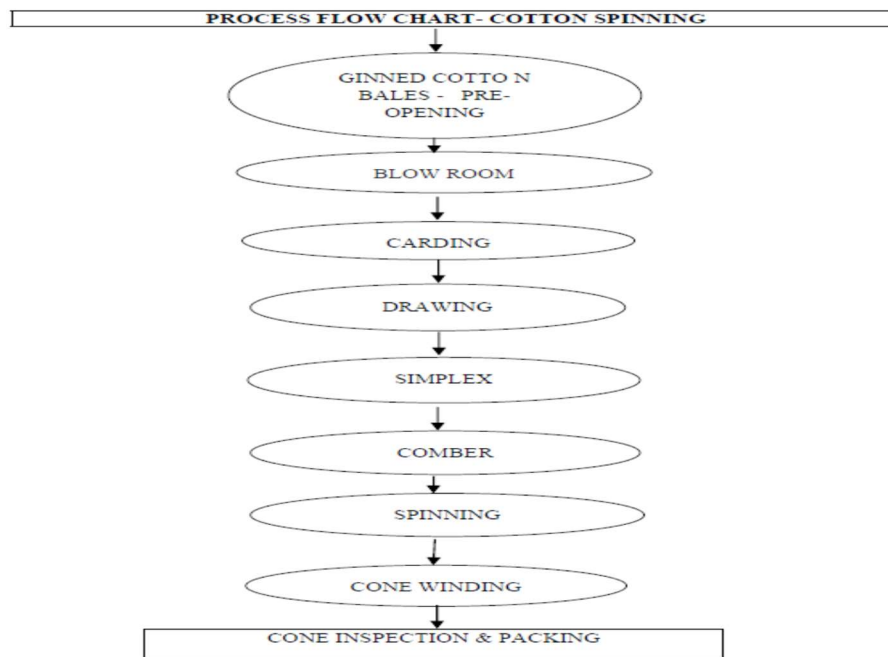 PROCESS FLOW CHART- COTTON SPINNING
GINNED COTTO N
BALES - PRE-
OPENING
BLOW ROOM
CARDING
DRAWING
SIMPLEX
COMBER
SPINNING
CONE WINDING
CONE INSPECTION & PACKING